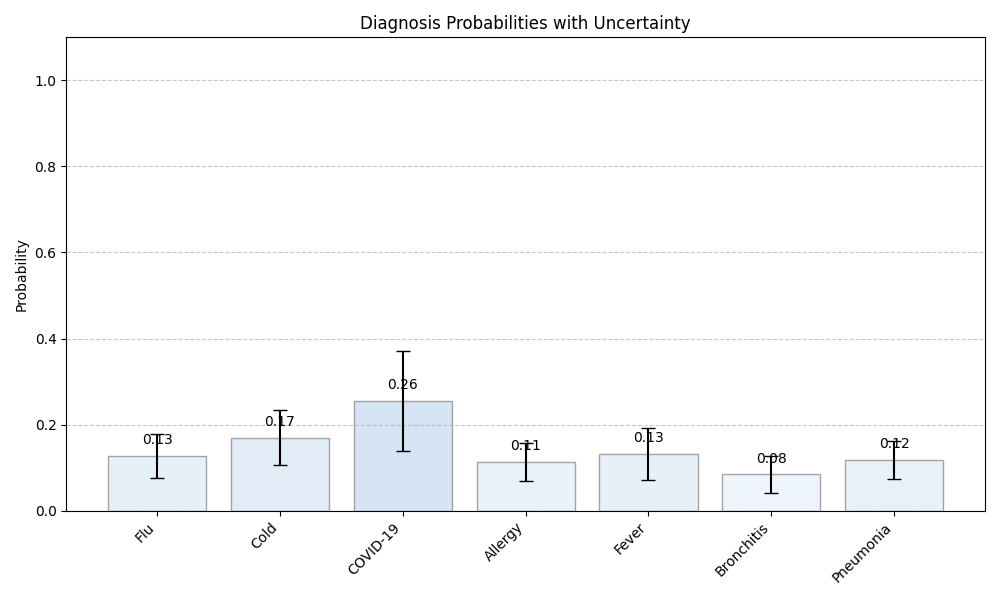 Diagnosis Probabilities with Uncertainty
Probability
1.0
0.8
0.6
0.4
0.2
0.0
0.13
0.17
0.26
0.11
0.13
0.08
0.12
Flu
Cold
COVID-19
Allergy
Fever
Bronchitis
Pneumonia